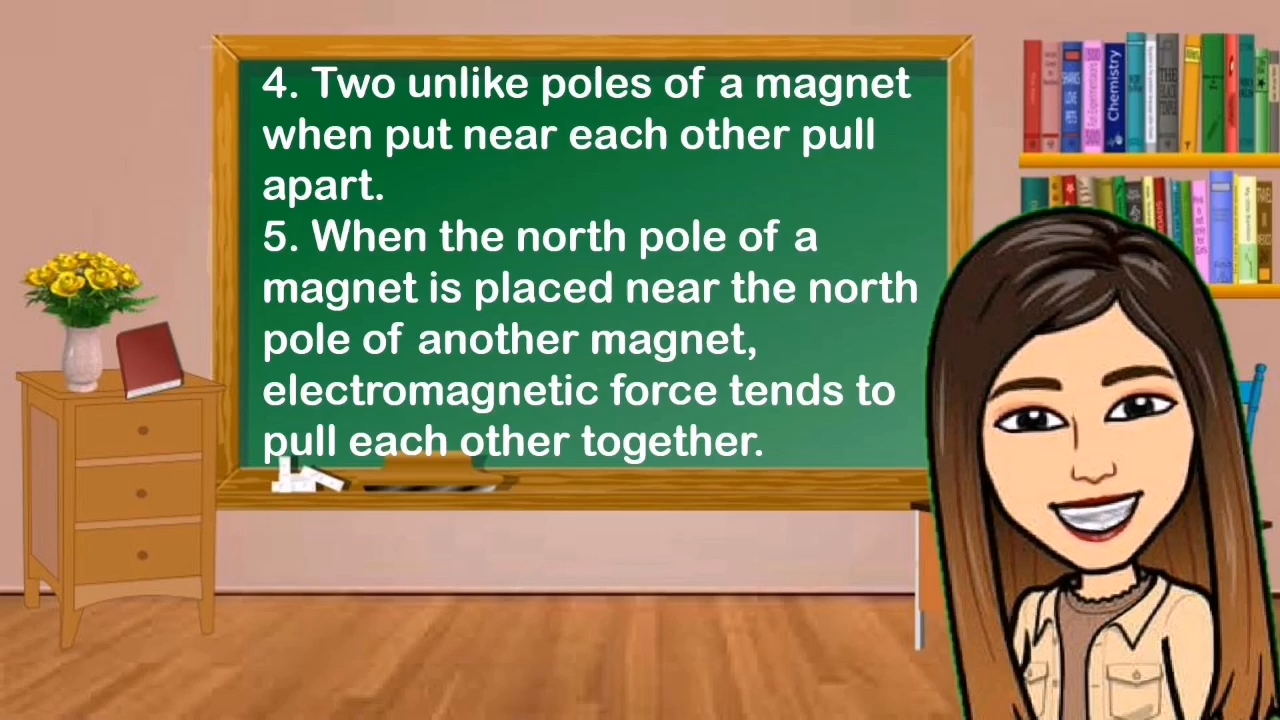 4. Two unlike poles of a magnet
when put near each other pull
apart.
5. When the north pole of a
magnet is placed near the north
pole of another magnet,
electromagnetic force tends to
pull each other together.
Chemistry